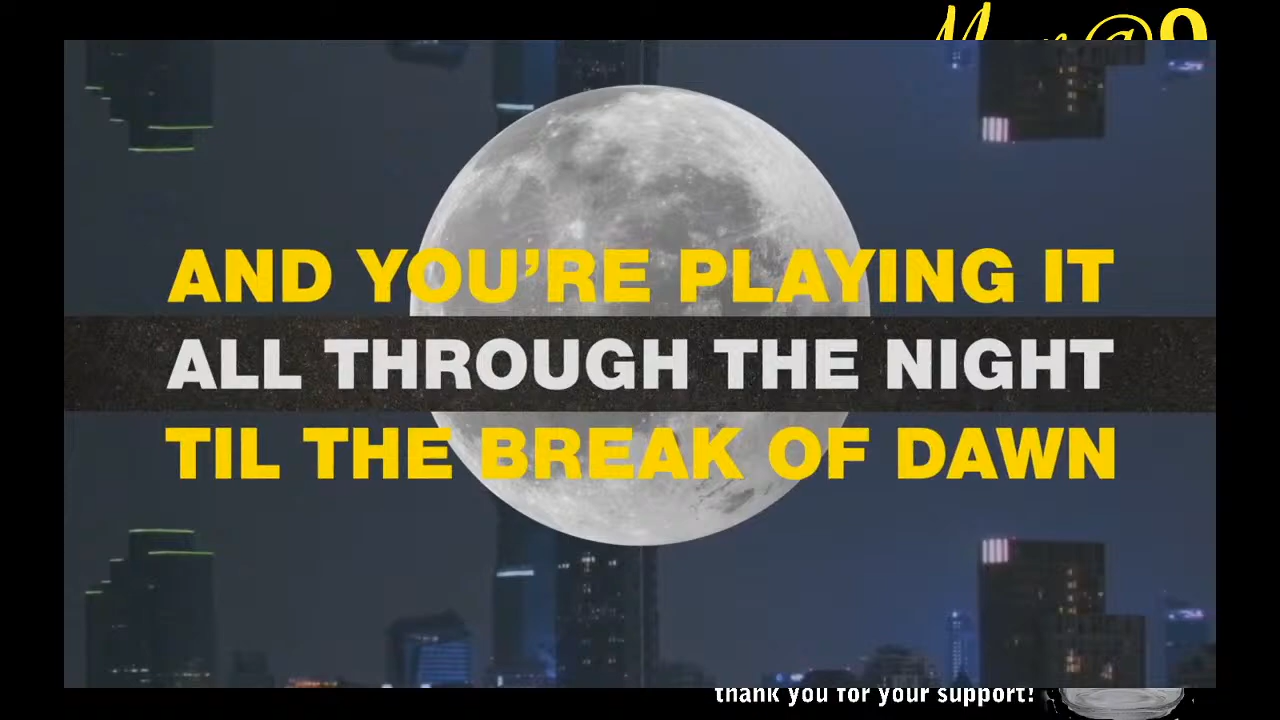 @9
AND YOU'RE PLAYING IT
ALL THROUGH THE NIGHT
TIL THE BREAK OF DAWN
thank you for your support!